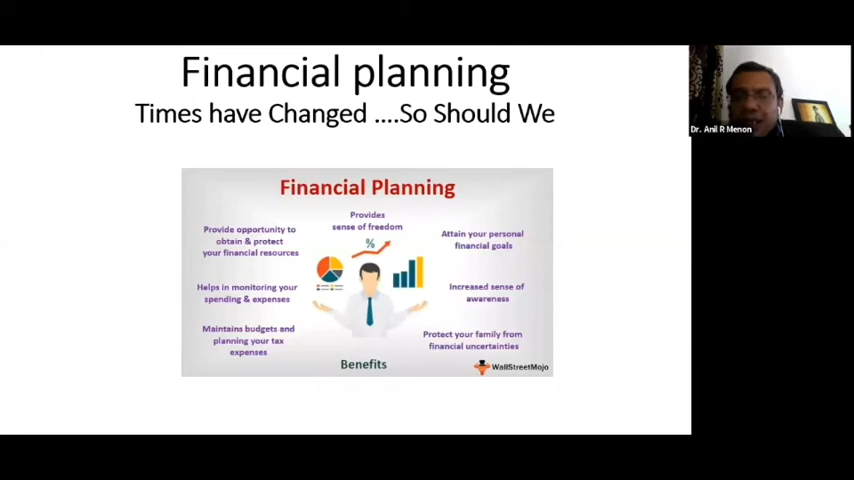 Financial planning
Times have Changed ....So Should We
Financial Planning
Provides
sense of freedom
Provide opportunity to
obtain & protect
your financial resources
Attain your personal
financial goals
%
Helps in monitoring your
spending & expenses
Increased sense of
awareness
Maintains budgets and
planning your tax
expenses
Protect your family from
financial uncertainties
Benefits
WallStreetMojo
Dr. Anil R Menon